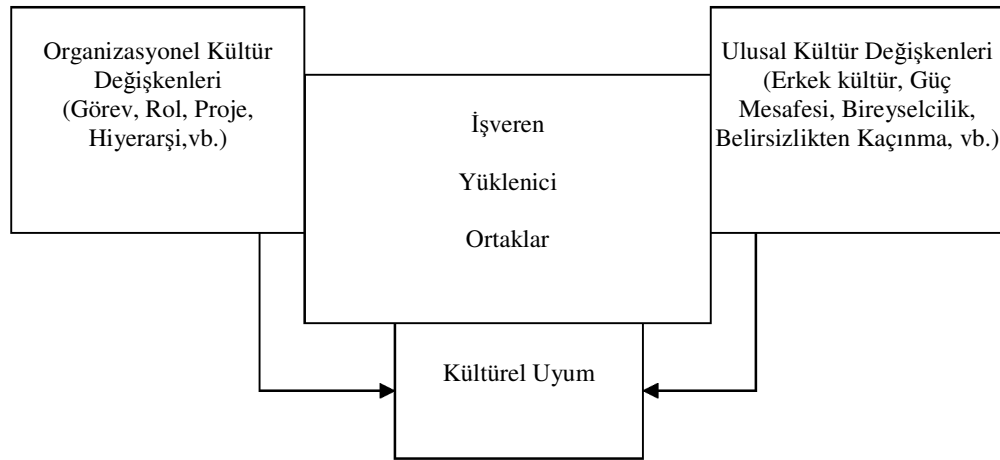 Organizasyonel Kültür
Değişkenleri
(Görev, Rol, Proje,
Hiyerarşi,vb.)
İşveren
Yüklenici
Ortaklar
Ulusal Kültür Değişkenleri
(Erkek kültür, Güç
Mesafesi, Bireyselcilik,
Belirsizlikten Kaçınma, vb.)
Kültürel Uyum